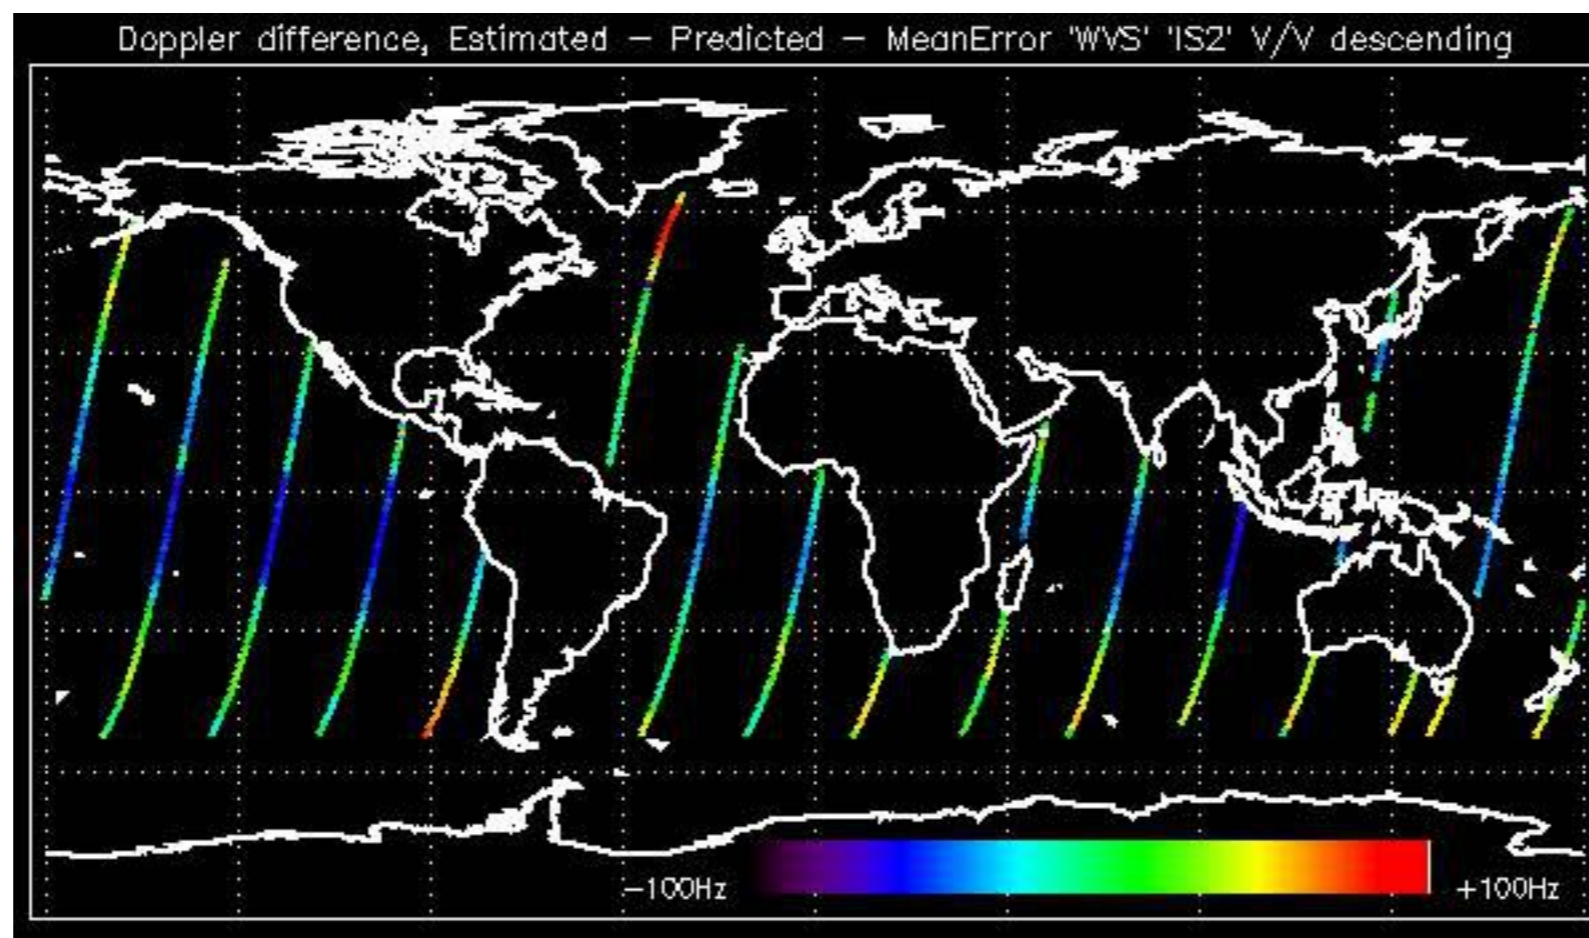 Doppler difference, Estimated – Predicted – MeanError 'WVS' 'IS2' V/V descending
–100Hz
+100Hz